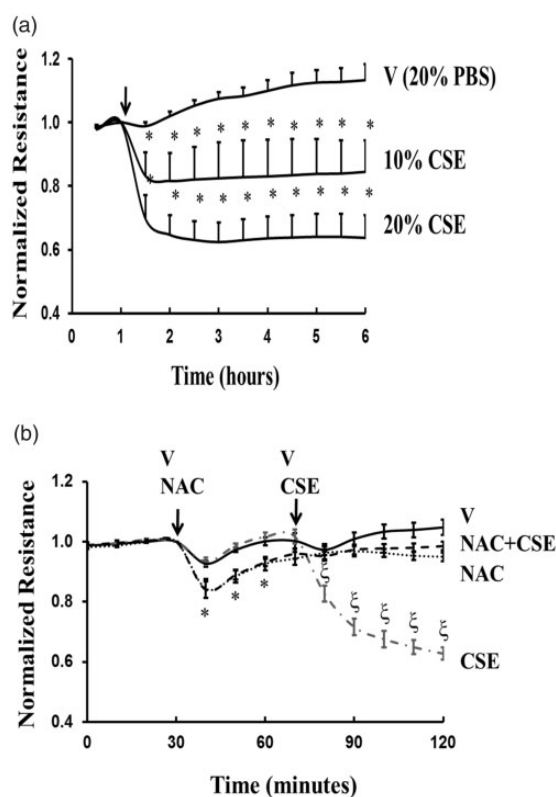 (a)
Normalized Resistance
1.2
1.0
0.8
0.6
0.4
V (20% PBS)
* * * * * * * * * *
10% CSE
* * * * * * * * * *
20% CSE
0 1 2 3 4 5 6
Time (hours)
(b)
Normalized Resistance
V V
NAC CSE
1.2
1.0
0.8
0.6
0.4
V
NAC+CSE
NAC
CSE
* * *
ξ ξ ξ ξ ξ
0 30 60 90 120
Time (minutes)